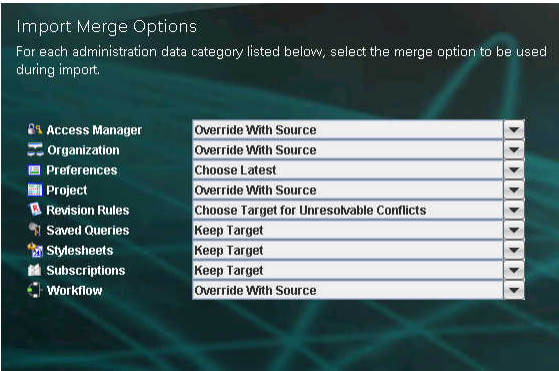 Import Merge Options
For each administration data category listed below, select the merge option to be used
during import.
Access Manager Override With Source
Organization Override With Source
Preferences Choose Latest
Project Override With Source
Revision Rules Choose Target for Unresolvable Conflicts
Saved Queries Keep Target
Stylesheets Keep Target
Subscriptions Keep Target
Workflow Override With Source